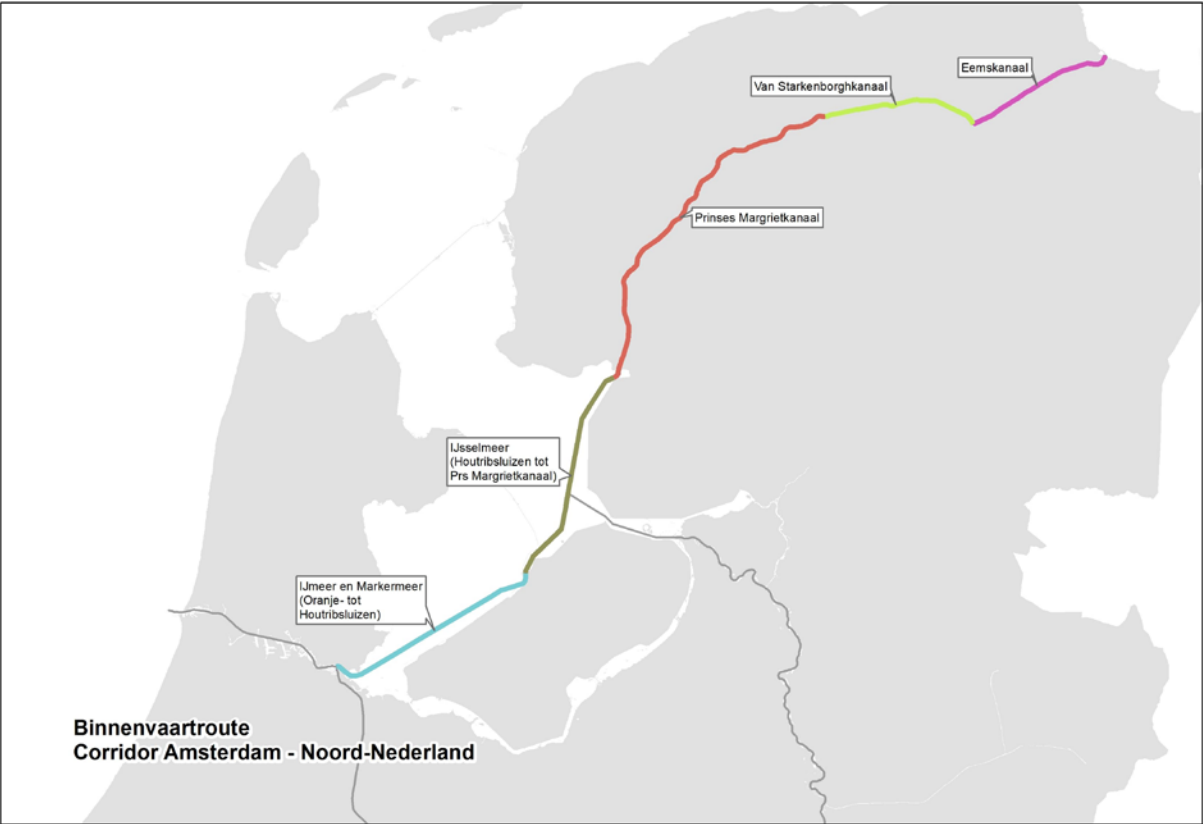 Eemskanaal
Van Starkenborghkanaal
Prinses Margrietkanaal
IJsselmeer
(Houtribsluizen tot
Prs Margrietkanaal)
IJmeer en Markermeer
(Oranje- tot
Houtribsluizen)
Binnenvaartroute
Corridor Amsterdam - Noord-Nederland